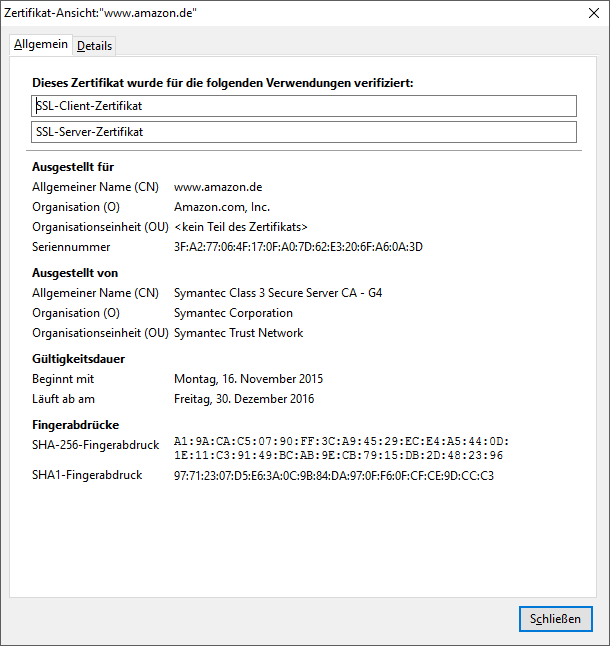 Zertifikat-Ansicht:"www.amazon.de"
Allgemein Details
Dieses Zertifikat wurde für die folgenden Verwendungen verifiziert:
SSL-Client-Zertifikat
SSL-Server-Zertifikat
Ausgestellt für
Allgemeiner Name (CN) www.amazon.de
Organisation (O) Amazon.com, Inc.
Organisationseinheit (OU) <kein Teil des Zertifikats>
Seriennummer 3F:A2:77:06:4F:17:0F:A0:7D:62:E3:20:6F:A6:0A:3D
Ausgestellt von
Allgemeiner Name (CN) Symantec Class 3 Secure Server CA - G4
Organisation (O) Symantec Corporation
Organisationseinheit (OU) Symantec Trust Network
Gültigkeitsdauer
Beginnt mit Montag, 16. November 2015
Läuft ab am Freitag, 30. Dezember 2016
Fingerabdrücke
SHA-256-Fingerabdruck A1:9A:CA:C5:07:90:FF:3C:A9:45:29:EC:E4:A5:44:0D:
1E:11:C3:91:49:BC:AB:9E:CB:79:15:DB:2D:48:23:96
SHA1-Fingerabdruck 97:71:23:07:D5:E6:3A:0C:9B:84:DA:97:0F:F6:0F:CF:CE:9D:CC:C3
Schließen